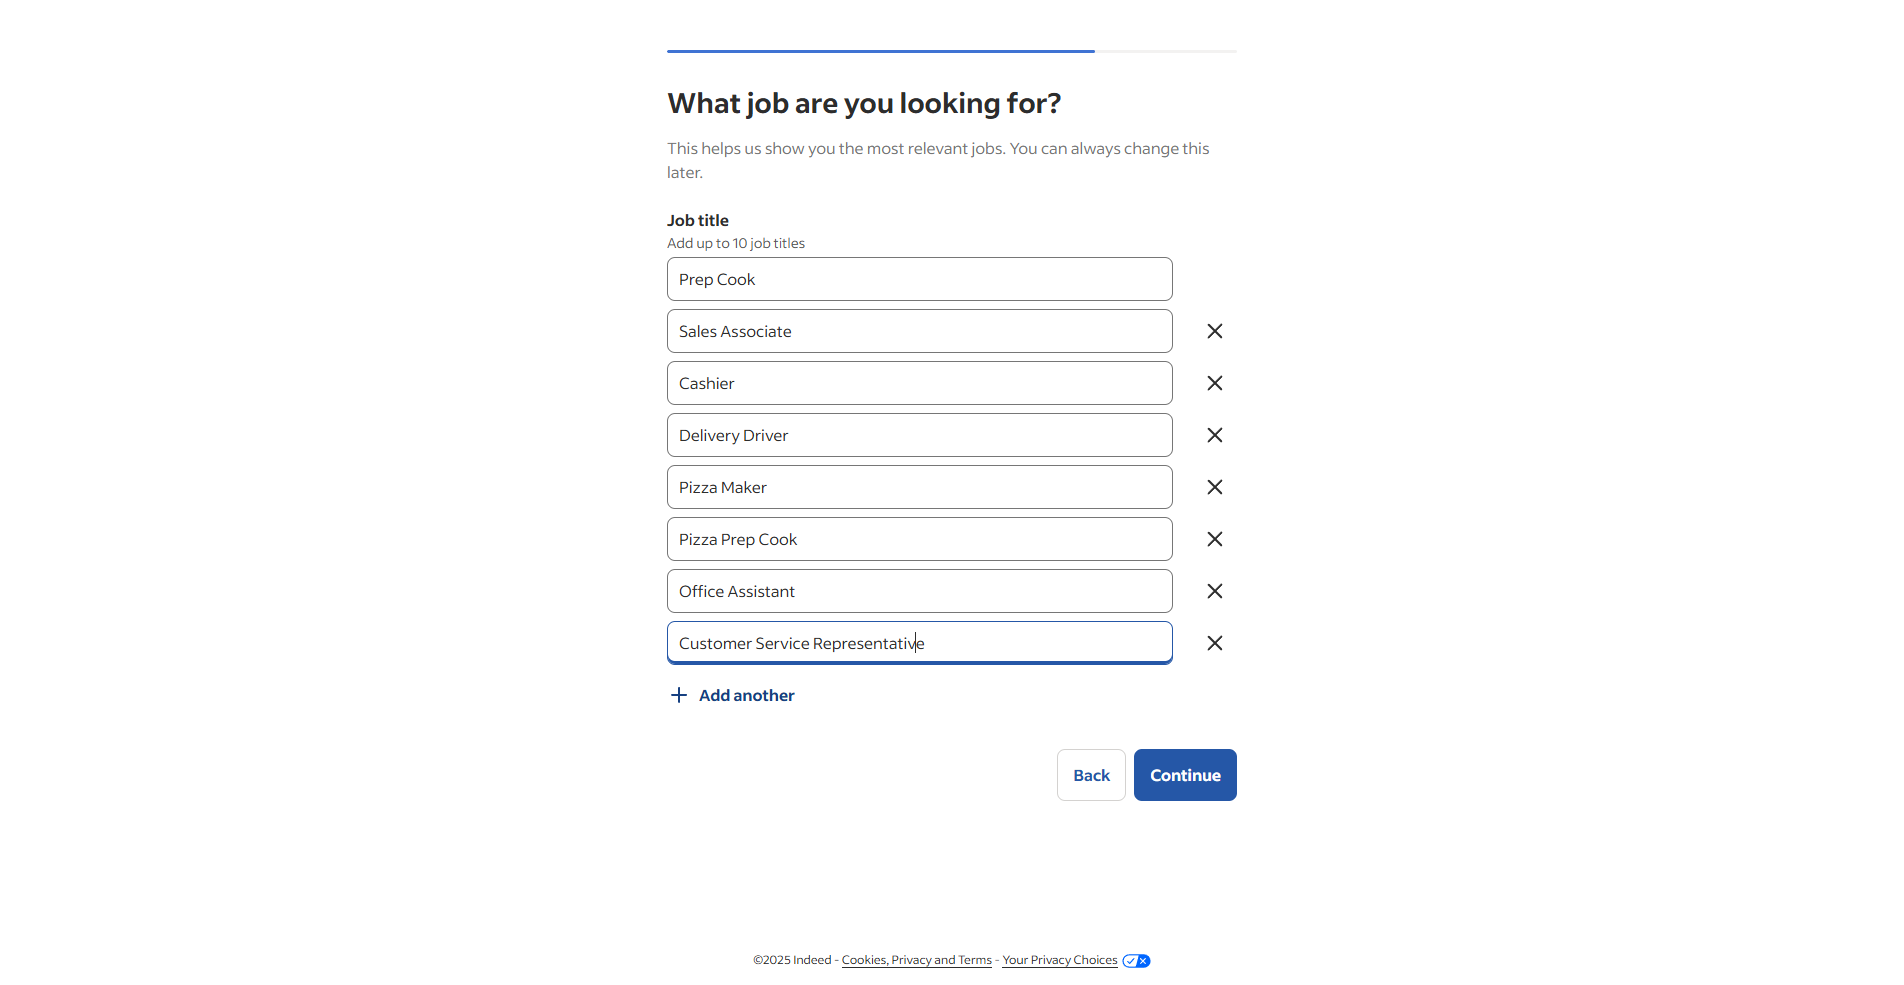 What job are you looking for?
This helps us show you the most relevant jobs. You can always change this
later.
Job title
Add up to 10 job titles
Prep Cook
Sales Associate
Cashier
Delivery Driver
Pizza Maker
Pizza Prep Cook
Office Assistant
Customer Service Representative
Add another
Back
Continue
©2025 Indeed - Cookies, Privacy and Terms - Your Privacy Choices